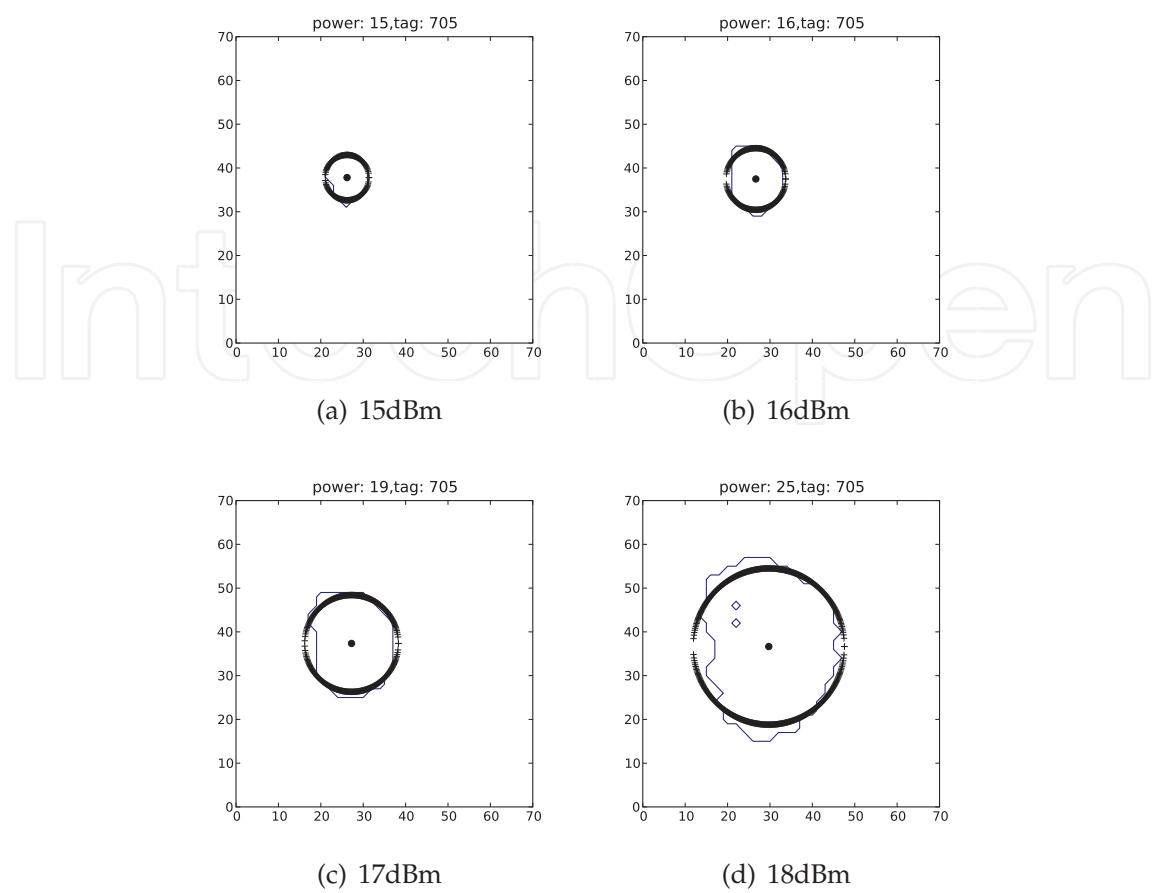 power: 15,tag: 705
70
60
50
40
30
20
10
0
0 10 20 30 40 50 60 70
(a) 15dBm
power: 16,tag: 705
70
60
50
40
30
20
10
0
0 10 20 30 40 50 60 70
(b) 16dBm
power: 19,tag: 705
70
60
50
40
30
20
10
0
0 10 20 30 40 50 60 70
(c) 17dBm
power: 25,tag: 705
70
60
50
40
30
20
10
0
0 10 20 30 40 50 60 70
(d) 18dBm
IntechOpen